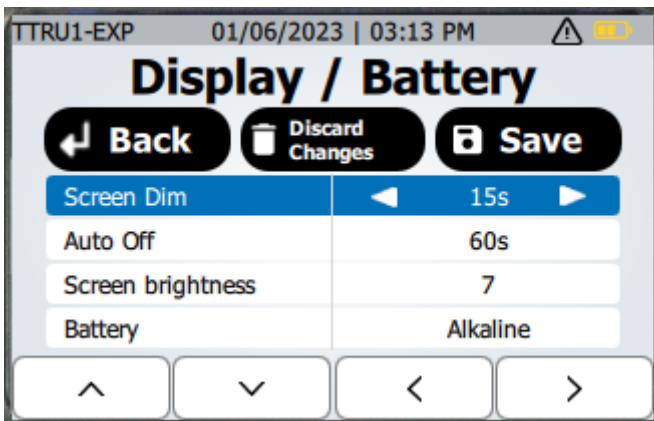 TTRU1-EXP 01/06/2023 | 03:13 PM
Display / Battery
Back
Discard
Changes
Save
Screen Dim 15s
Auto Off 60s
Screen brightness 7
Battery Alkaline